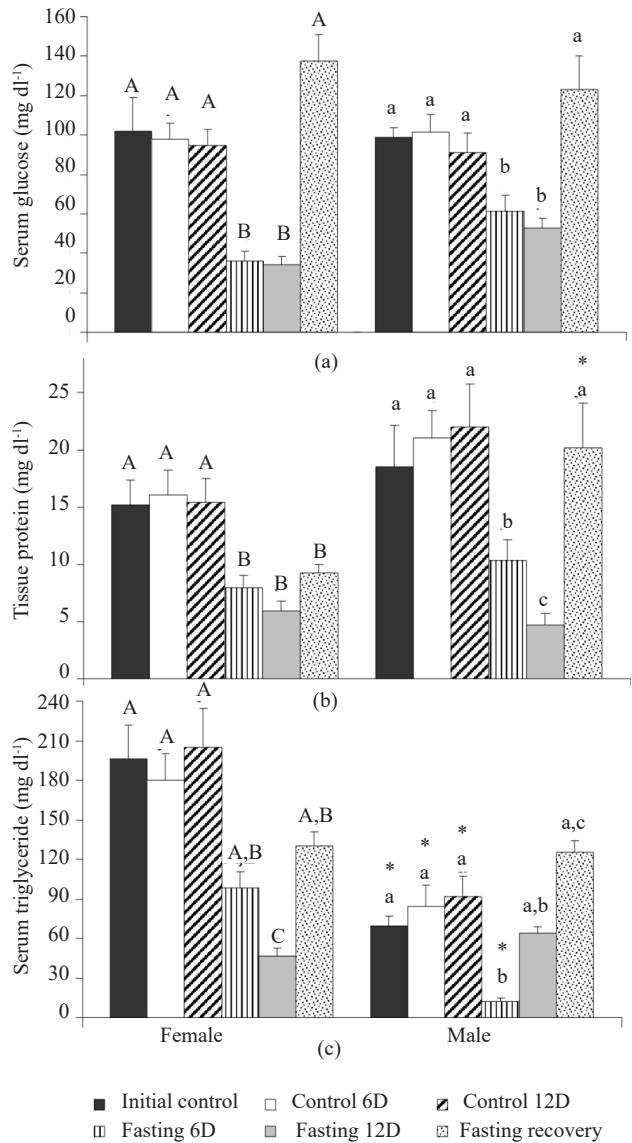 Serum glucose (mg dl-1)
160
140
120
100
80
60
40
20
0
A A A B B A
a a a b b a
(a)
Tissue protein (mg dl-1)
25
20
15
10
5
0
A A A B B B
a a a b c * a
(b)
Serum triglyceride (mg dl-1)
240
210
180
150
120
90
60
30
0
A A A A,B C A,B
* a * a * a * b a,b a,c
Female Male
(c)
Initial control Control 6D Control 12D
Fasting 6D Fasting 12D Fasting recovery